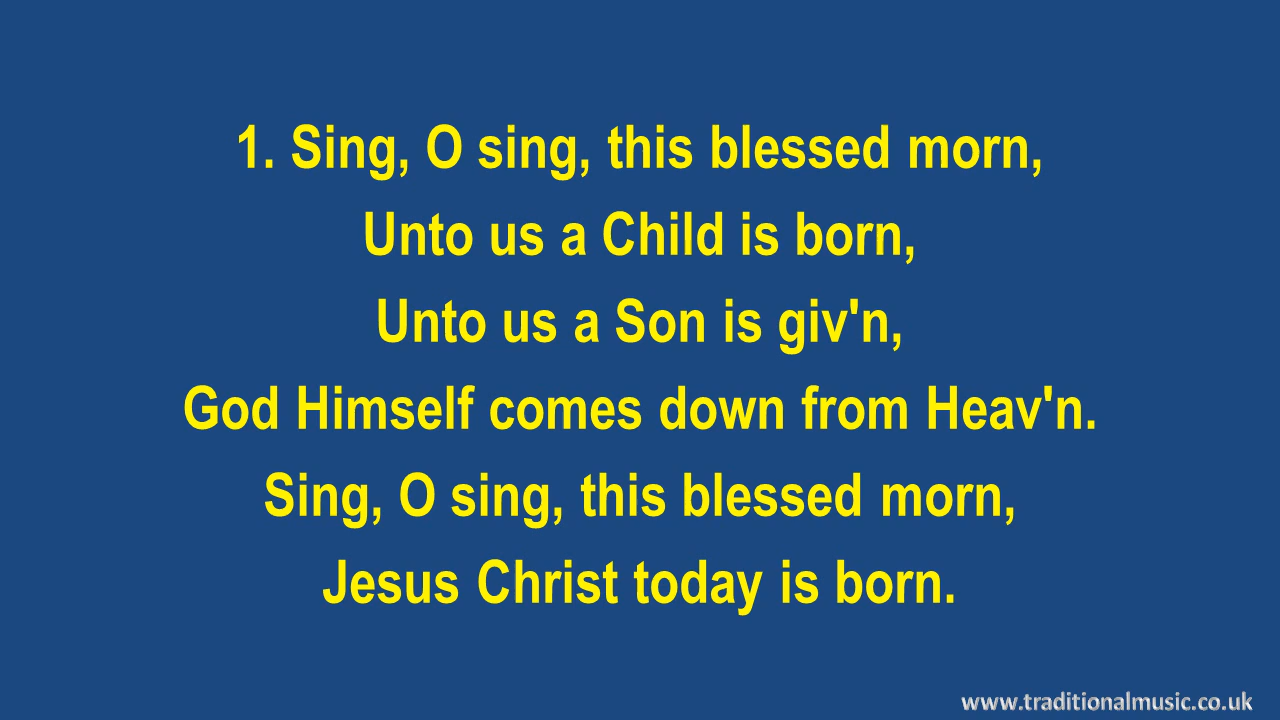 1. Sing, O sing, this blessed morn,
Unto us a Child is born,
Unto us a Son is giv'n,
God Himself comes down from Heav'n.
Sing, O sing, this blessed morn,
Jesus Christ today is born.
www.traditionalmusic.co.uk